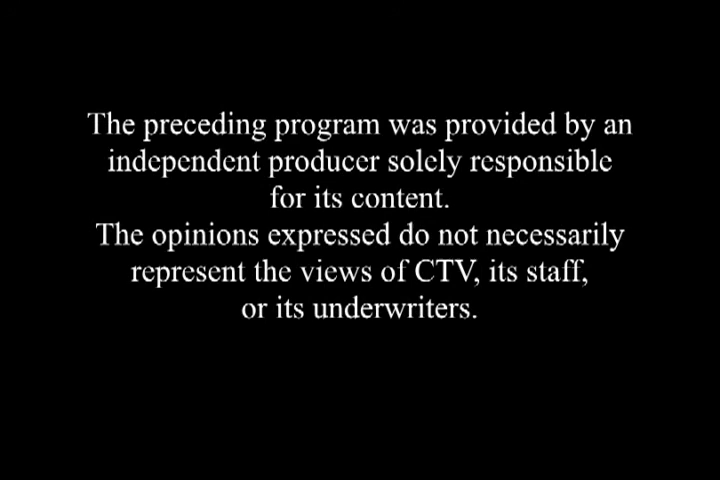 The preceding program was provided by an
independent producer solely responsible
for its content.
The opinions expressed do not necessarily
represent the views of CTV, its staff,
or its underwriters.